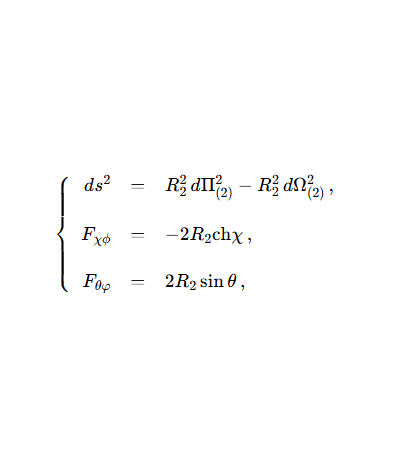 ds² = R₂² dΠ²₍₂₎ − R₂² dΩ²₍₂₎ ,
F_{χϕ} = −2R₂chχ ,
F_{θφ} = 2R₂ sin θ ,